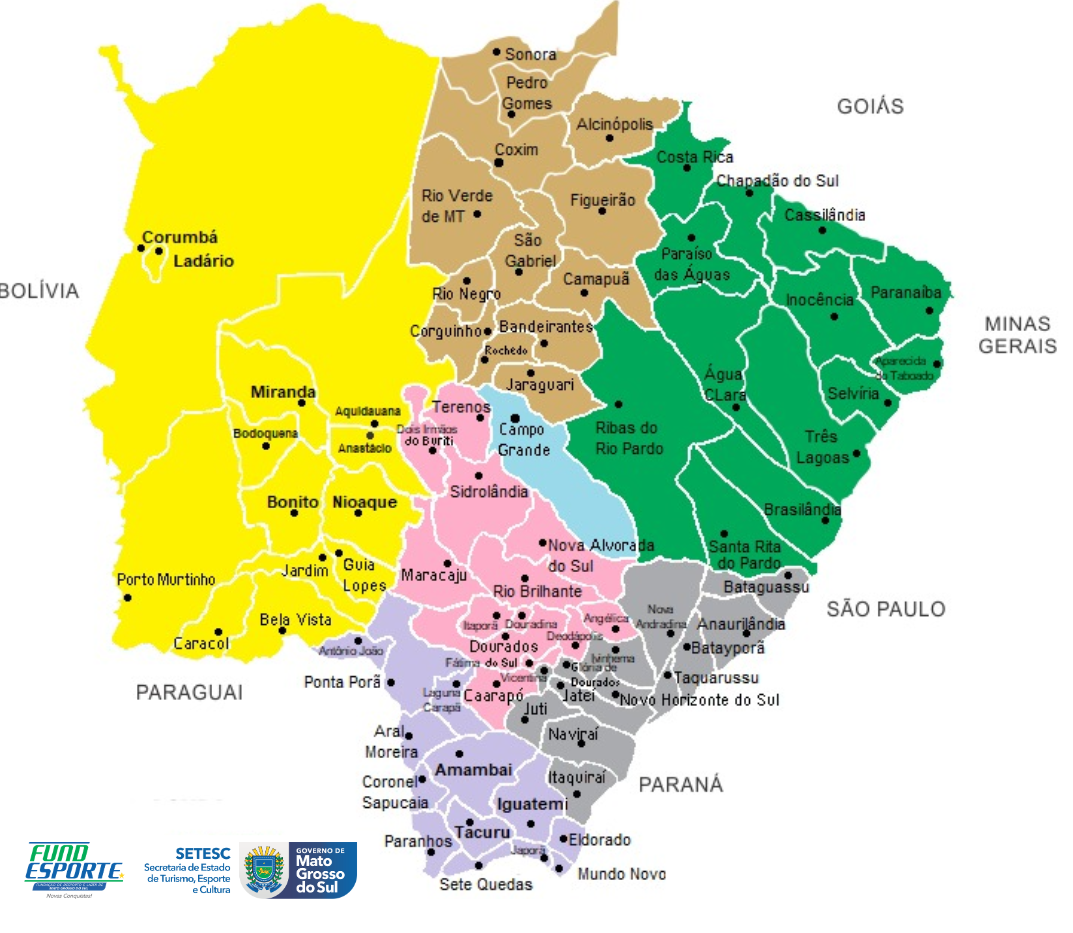 Sonora
Pedro
Gomes
GOIÁS
Alcinópolis
Coxim
Costa Rica
Chapadão do Sul
Rio Verde
de MT
Figueirão
Cassilândia
Corumbá
Ladário
São
Gabriel
Paraíso
das Águas
BOLÍVIA
Rio Negro
Camapuã
Inocência
Paranaíba
Corguinho
Bandeirantes
MINAS
GERAIS
Rochedo
Jaraguari
Água
CLara
Aparecida
do Taboado
Miranda
Selvíria
Aquidauana
Terenos
Bodoquena
Anastácio
Dois Irmãos
do Buriti
Campo
Grande
Ribas do
Rio Pardo
Três
Lagoas
Sidrolândia
Bonito
Nioaque
Brasilândia
Nova Alvorada
do Sul
Santa Rita
do Pardo
Jardim
Guia
Lopes
Maracaju
Rio Brilhante
Porto Murtinho
Bataguassu
SÃO PAULO
Caracol
Bela Vista
Itaporã
Douradina
Angélica
Nova
Andradina
Anaurilândia
Antônio João
Dourados
Deodápolis
Batayporã
Fátima do Sul
Ivinhema
Glória de
Dourados
Vicentina
Taquarussu
PARAGUAI
Ponta Porã
Laguna
Carapã
Caarapó
Jateí
Novo Horizonte do Sul
Juti
Aral
Moreira
Naviraí
Amambai
Itaquiraí
PARANÁ
Coronel
Sapucaia
Iguatemi
Paranhos
Tacuru
Eldorado
Japorã
Sete Quedas
Mundo Novo
FUND
ESPORTE.
SETESC
Secretaria de Estado
de Turismo, Esporte
e Cultura
GOVERNO DE
Mato
Grosso
do Sul